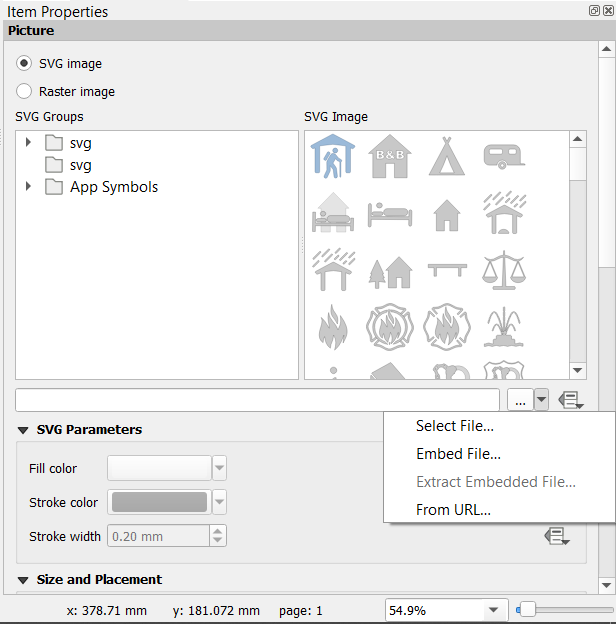 Item Properties
Picture
SVG image
Raster image
SVG Groups
SVG Image
svg
svg
App Symbols
B&B
...
Select File...
Embed File...
Extract Embedded File...
From URL...
SVG Parameters
Fill color
Stroke color
Stroke width 0.20 mm
Size and Placement
x: 378.71 mm y: 181.072 mm page: 1 54.9%